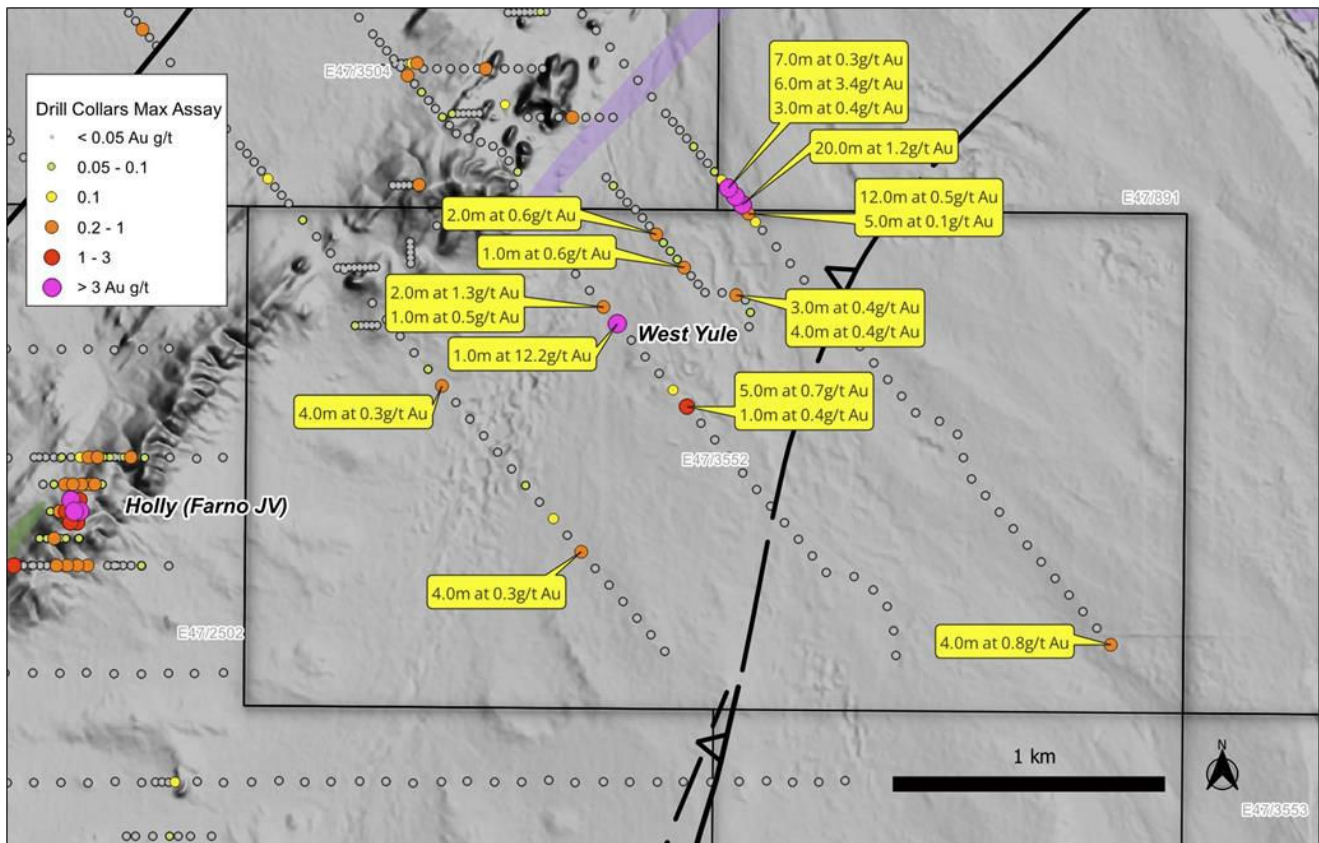 E47/3504
Drill Collars Max Assay
< 0.05 Au g/t
0.05 - 0.1
0.1
0.2 - 1
1 - 3
> 3 Au g/t
7.0m at 0.3g/t Au
6.0m at 3.4g/t Au
3.0m at 0.4g/t Au
20.0m at 1.2g/t Au
12.0m at 0.5g/t Au
5.0m at 0.1g/t Au
E47/891
2.0m at 0.6g/t Au
1.0m at 0.6g/t Au
2.0m at 1.3g/t Au
1.0m at 0.5g/t Au
3.0m at 0.4g/t Au
4.0m at 0.4g/t Au
West Yule
1.0m at 12.2g/t Au
5.0m at 0.7g/t Au
1.0m at 0.4g/t Au
4.0m at 0.3g/t Au
E47/3552
Holly (Farno JV)
4.0m at 0.3g/t Au
E47/2502
4.0m at 0.8g/t Au
1 km
N
E47/3553